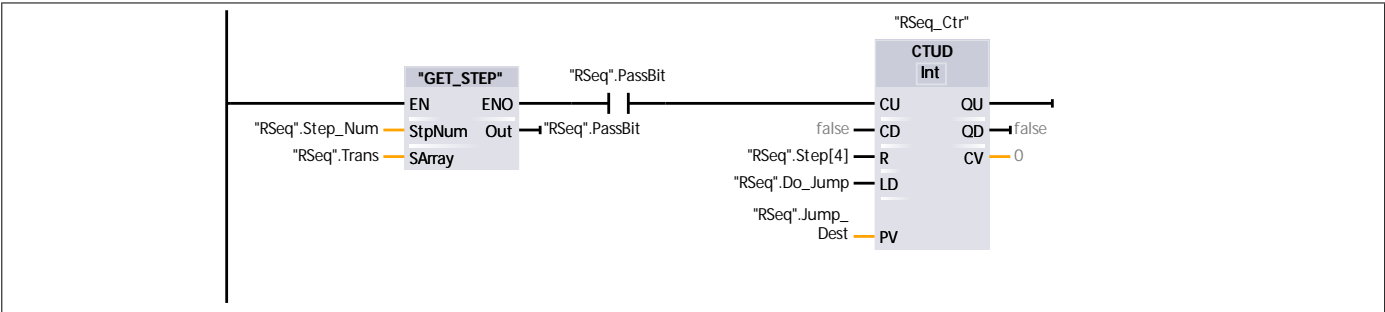 "RSeq_Ctr"
CTUD
Int
"GET_STEP"
"RSeq".PassBit
EN ENO
CU QU
"RSeq".Step_Num StpNum Out "RSeq".PassBit
false CD QD false
"RSeq".Trans SArray
"RSeq".Step[4] R CV 0
"RSeq".Do_Jump LD
"RSeq".Jump_
Dest PV